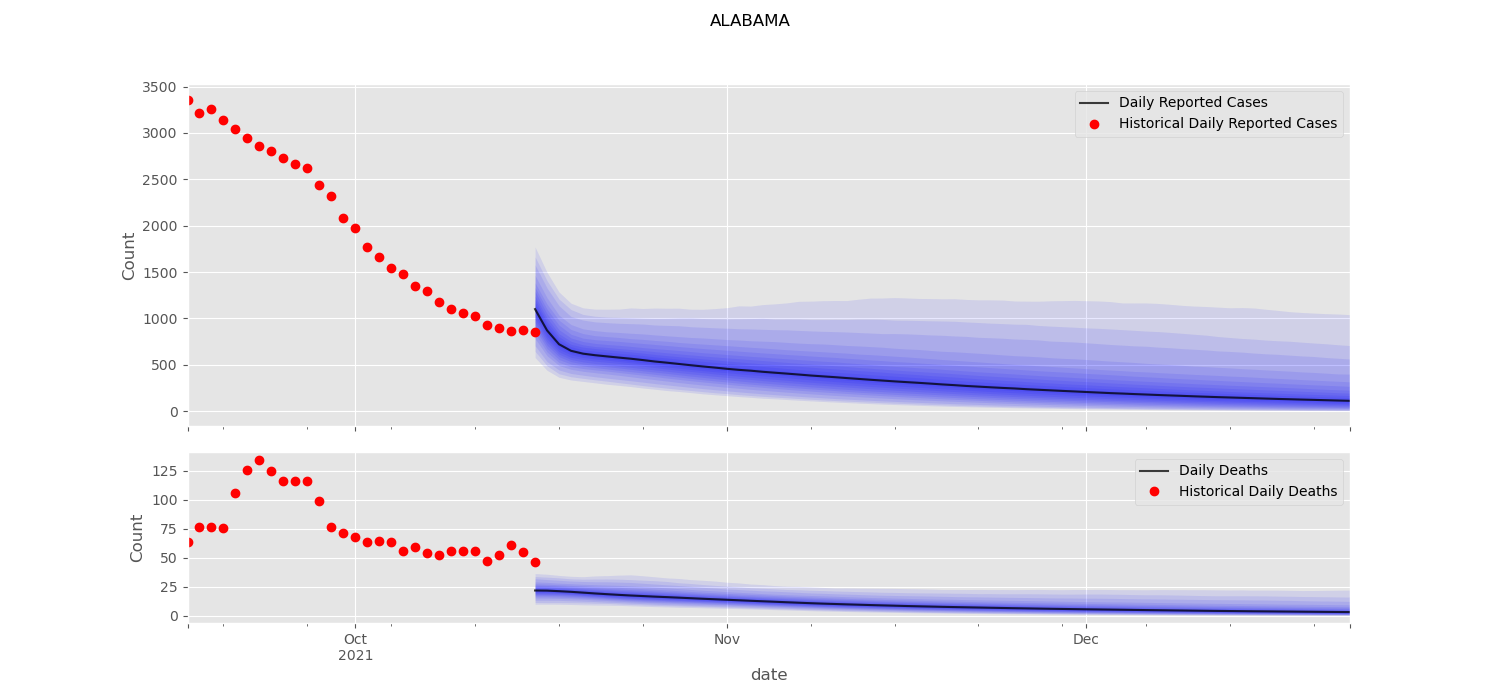 ALABAMA
3500
3000
2500
2000
1500
1000
500
0
Count
Daily Reported Cases
Historical Daily Reported Cases
125
100
75
50
25
0
Count
Daily Deaths
Historical Daily Deaths
Oct
2021
Nov
Dec
date